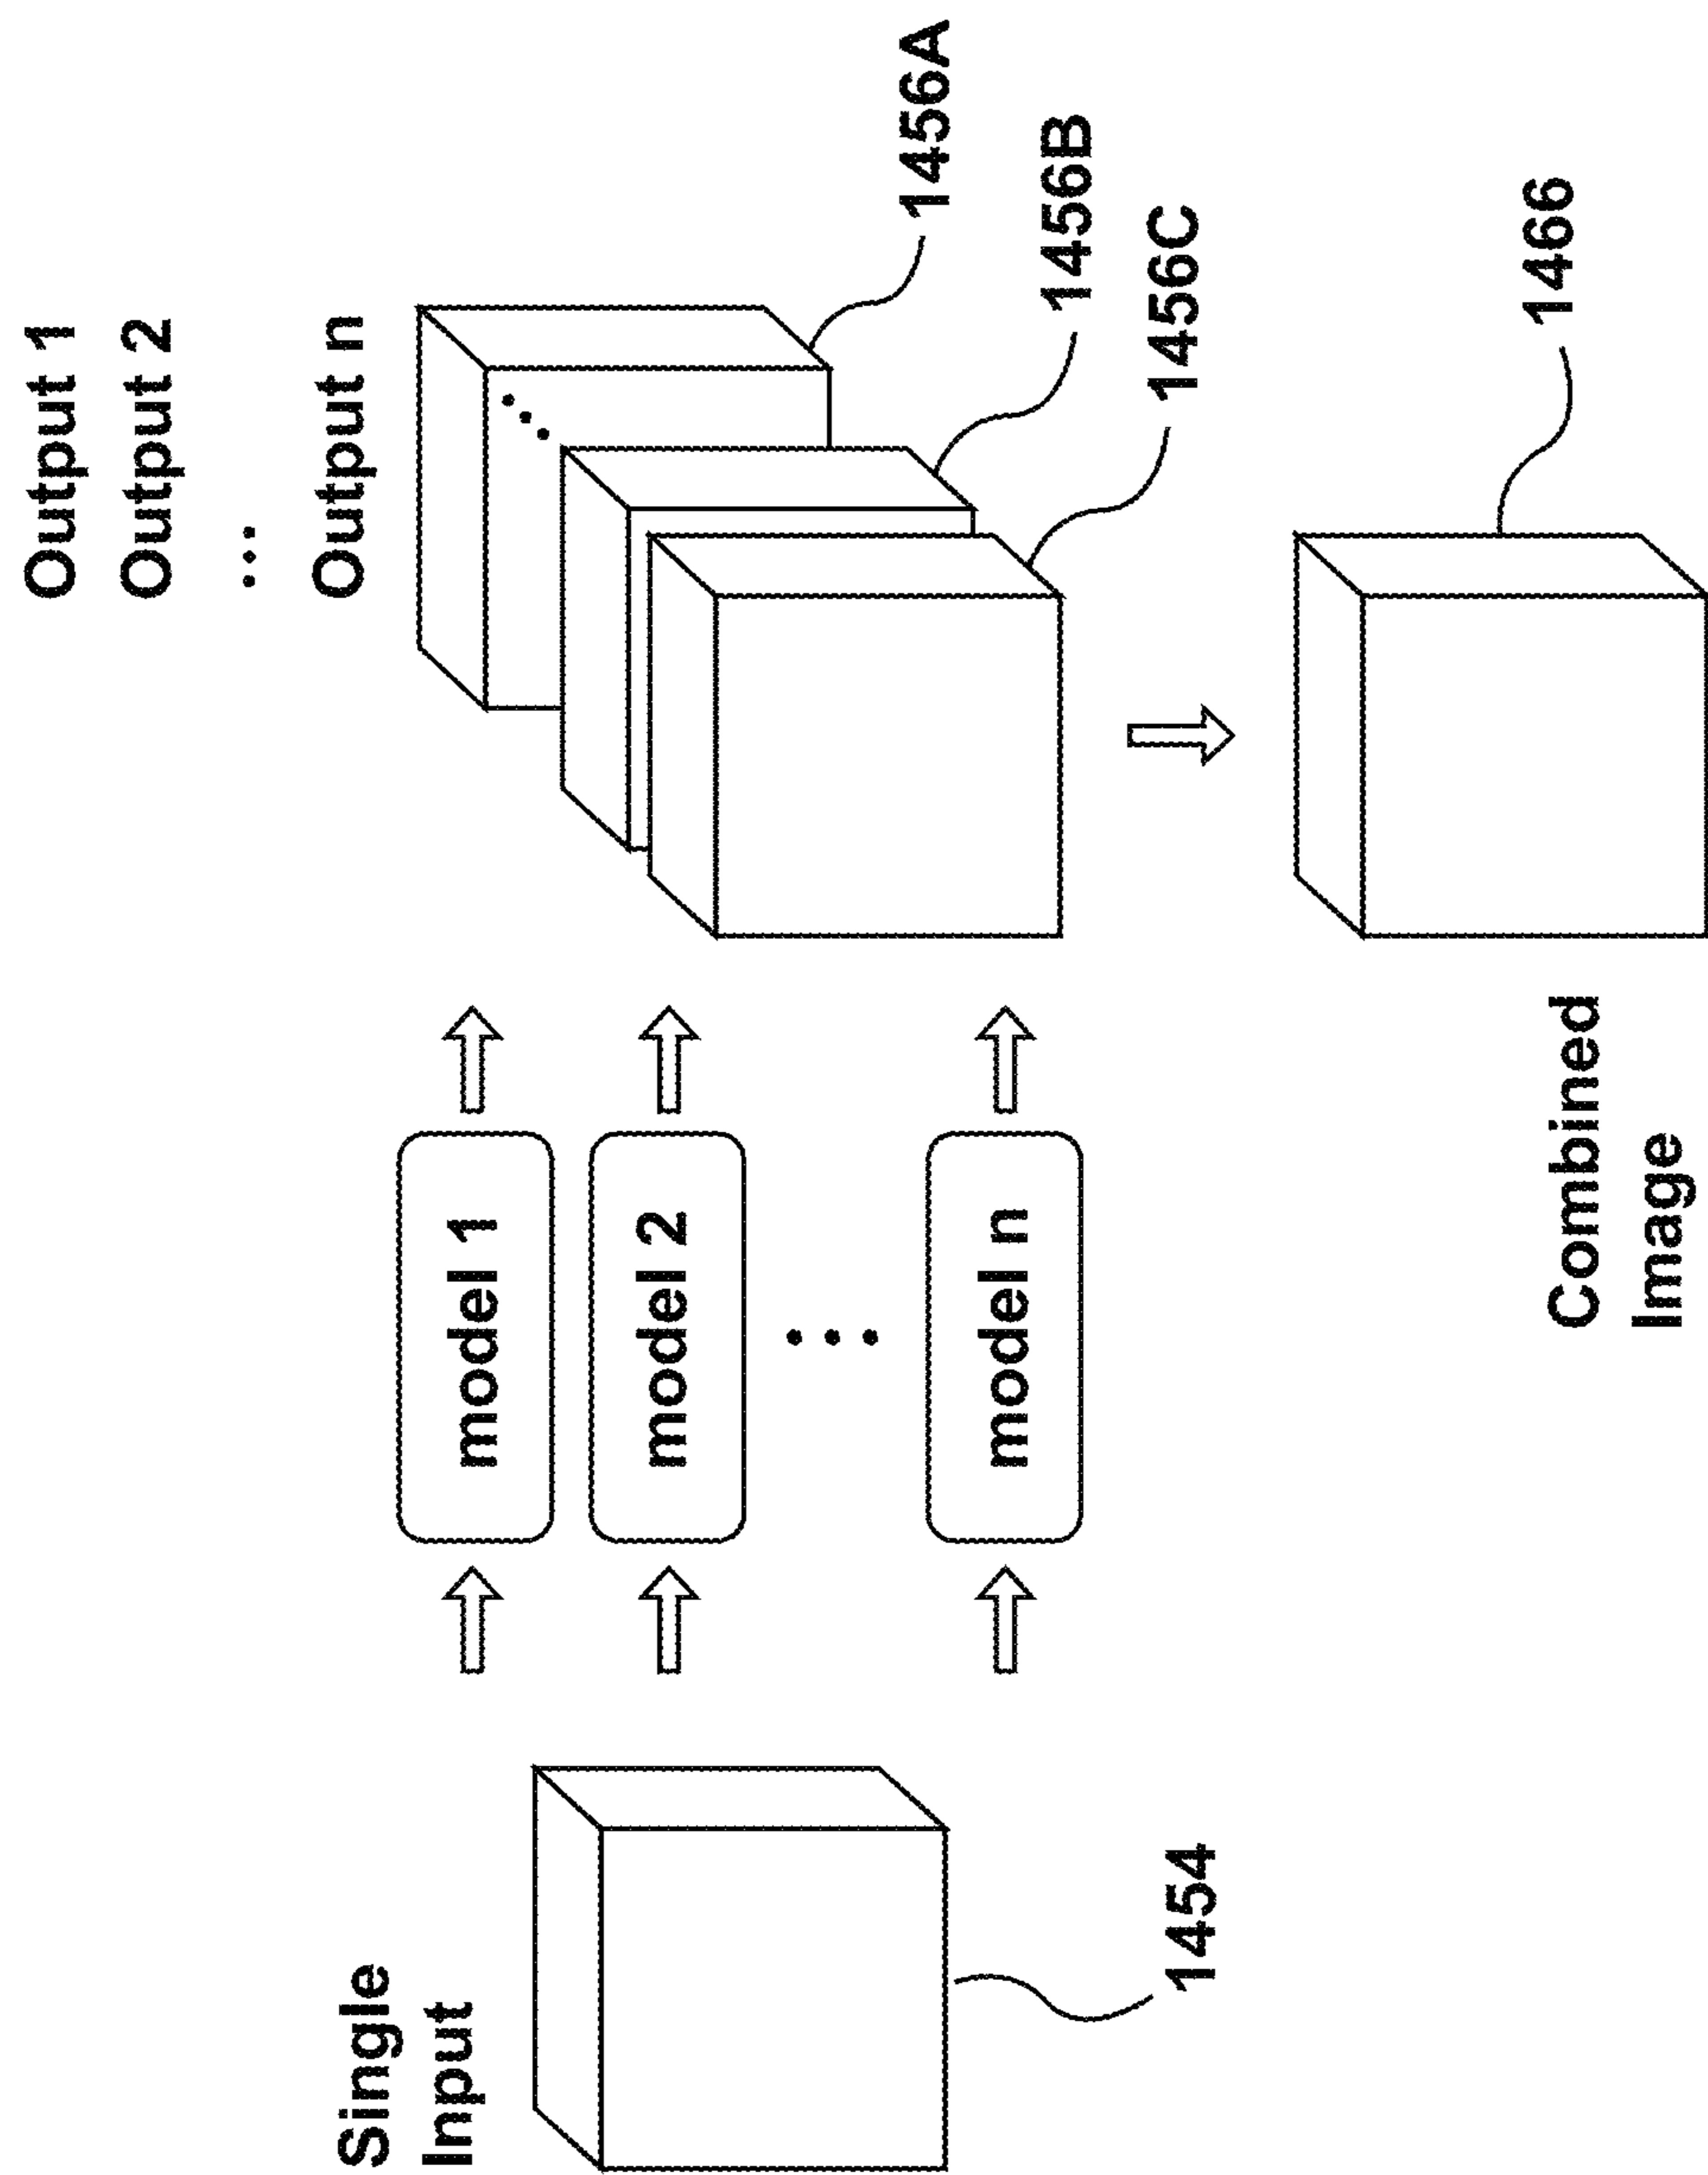 Single
Input
1454
model 1
model 2
...
model n
Output 1
Output 2
...
Output n
1456A
1456B
1456C
Combined
Image
1466